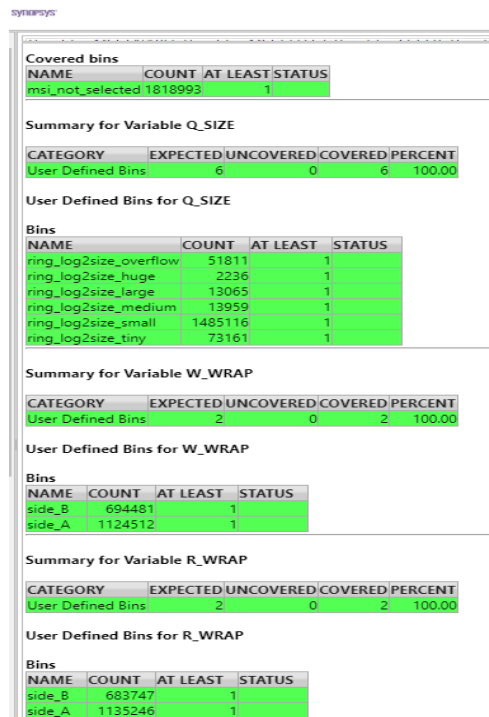 SYNOPSYS
Covered bins
NAME COUNT AT LEAST STATUS
msi_not_selected 1818993 1
Summary for Variable Q_SIZE
CATEGORY EXPECTED UNCOVERED COVERED PERCENT
User Defined Bins 6 0 6 100.00
User Defined Bins for Q_SIZE
Bins
NAME COUNT AT LEAST STATUS
ring_log2size_overflow 51811 1
ring_log2size_huge 2236 1
ring_log2size_large 13065 1
ring_log2size_medium 13959 1
ring_log2size_small 1485116 1
ring_log2size_tiny 73161 1
Summary for Variable W_WRAP
CATEGORY EXPECTED UNCOVERED COVERED PERCENT
User Defined Bins 2 0 2 100.00
User Defined Bins for W_WRAP
Bins
NAME COUNT AT LEAST STATUS
side_B 694481 1
side_A 1124512 1
Summary for Variable R_WRAP
CATEGORY EXPECTED UNCOVERED COVERED PERCENT
User Defined Bins 2 0 2 100.00
User Defined Bins for R_WRAP
Bins
NAME COUNT AT LEAST STATUS
side_B 683747 1
side_A 1135246 1